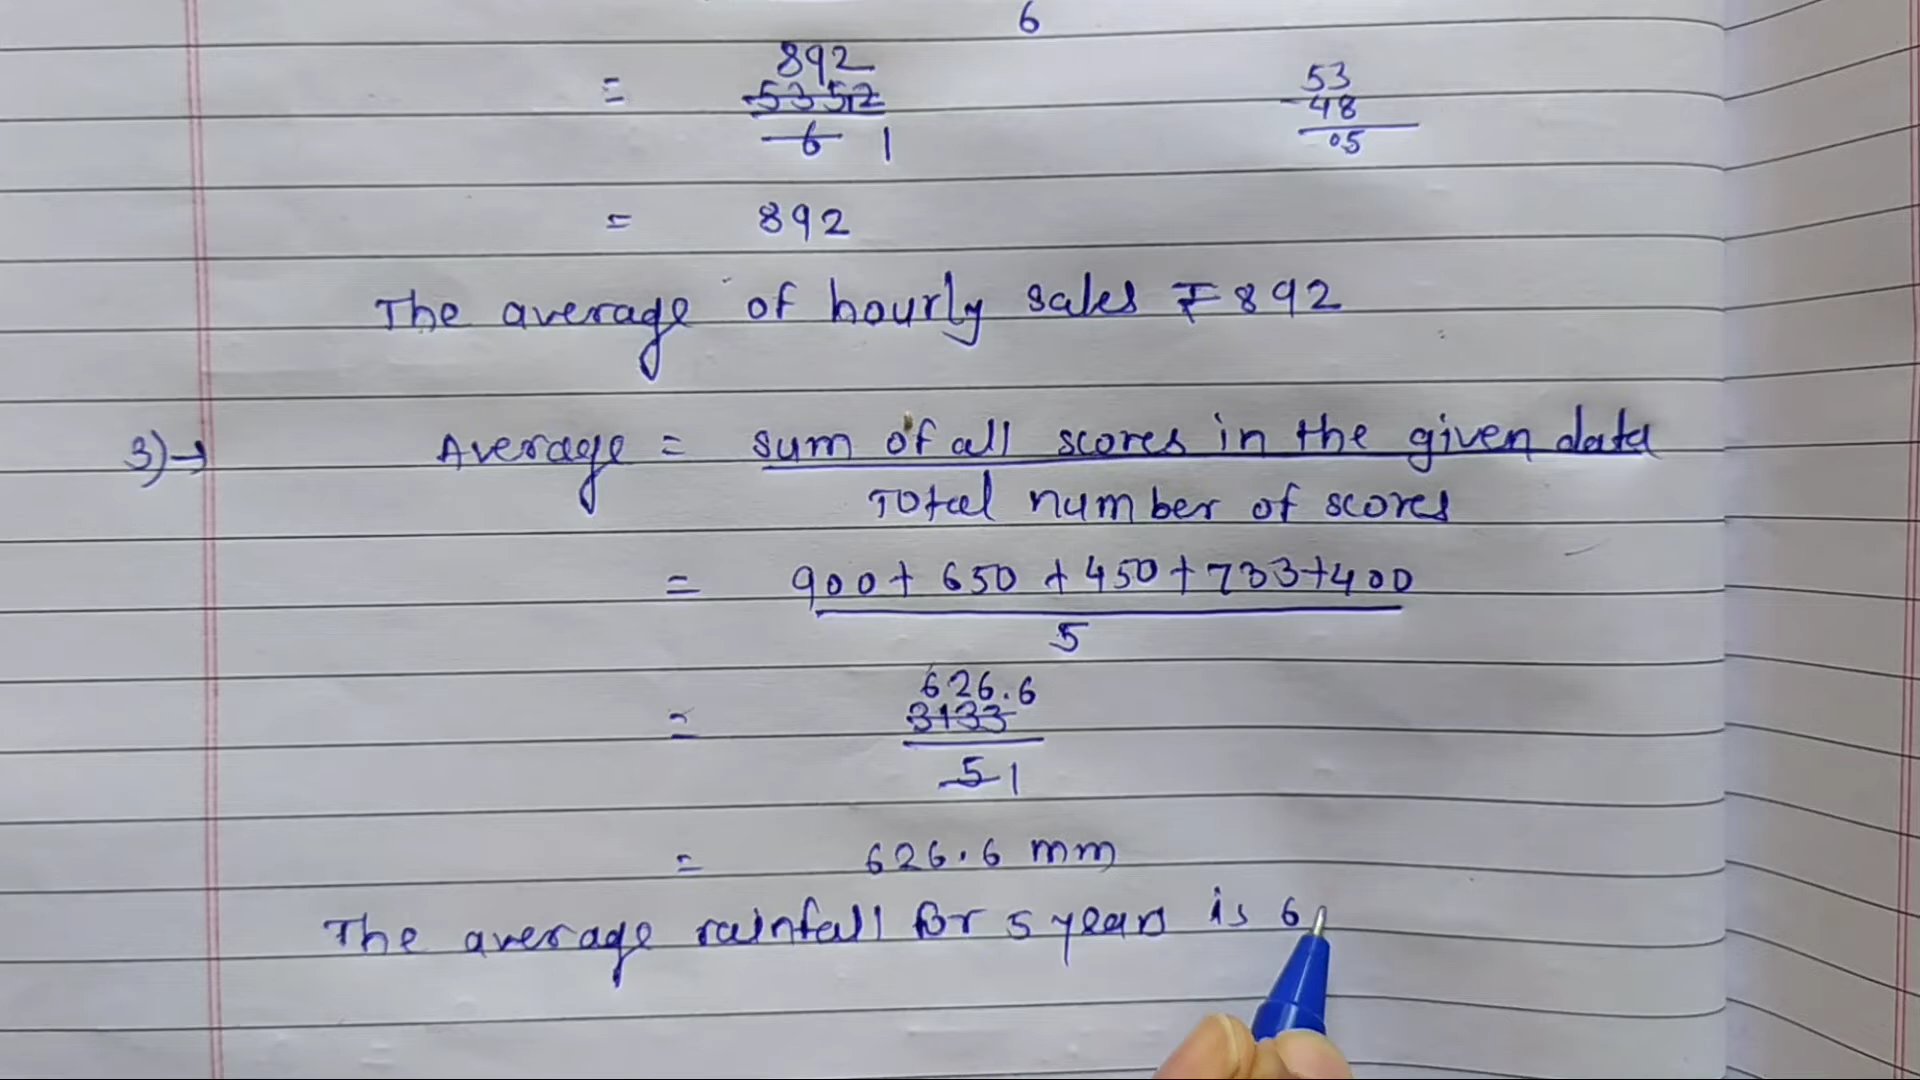 6
= 892
5352
6 1
53
- 48
05
= 892
The average of hourly sales ₹892
3)→ Average = sum of all scores in the given data
Total number of scores
= 900+ 650 + 450 + 733+400
5
626.6
= 3133
5 1
= 626.6 mm
The average rainfall for 5 years is 6